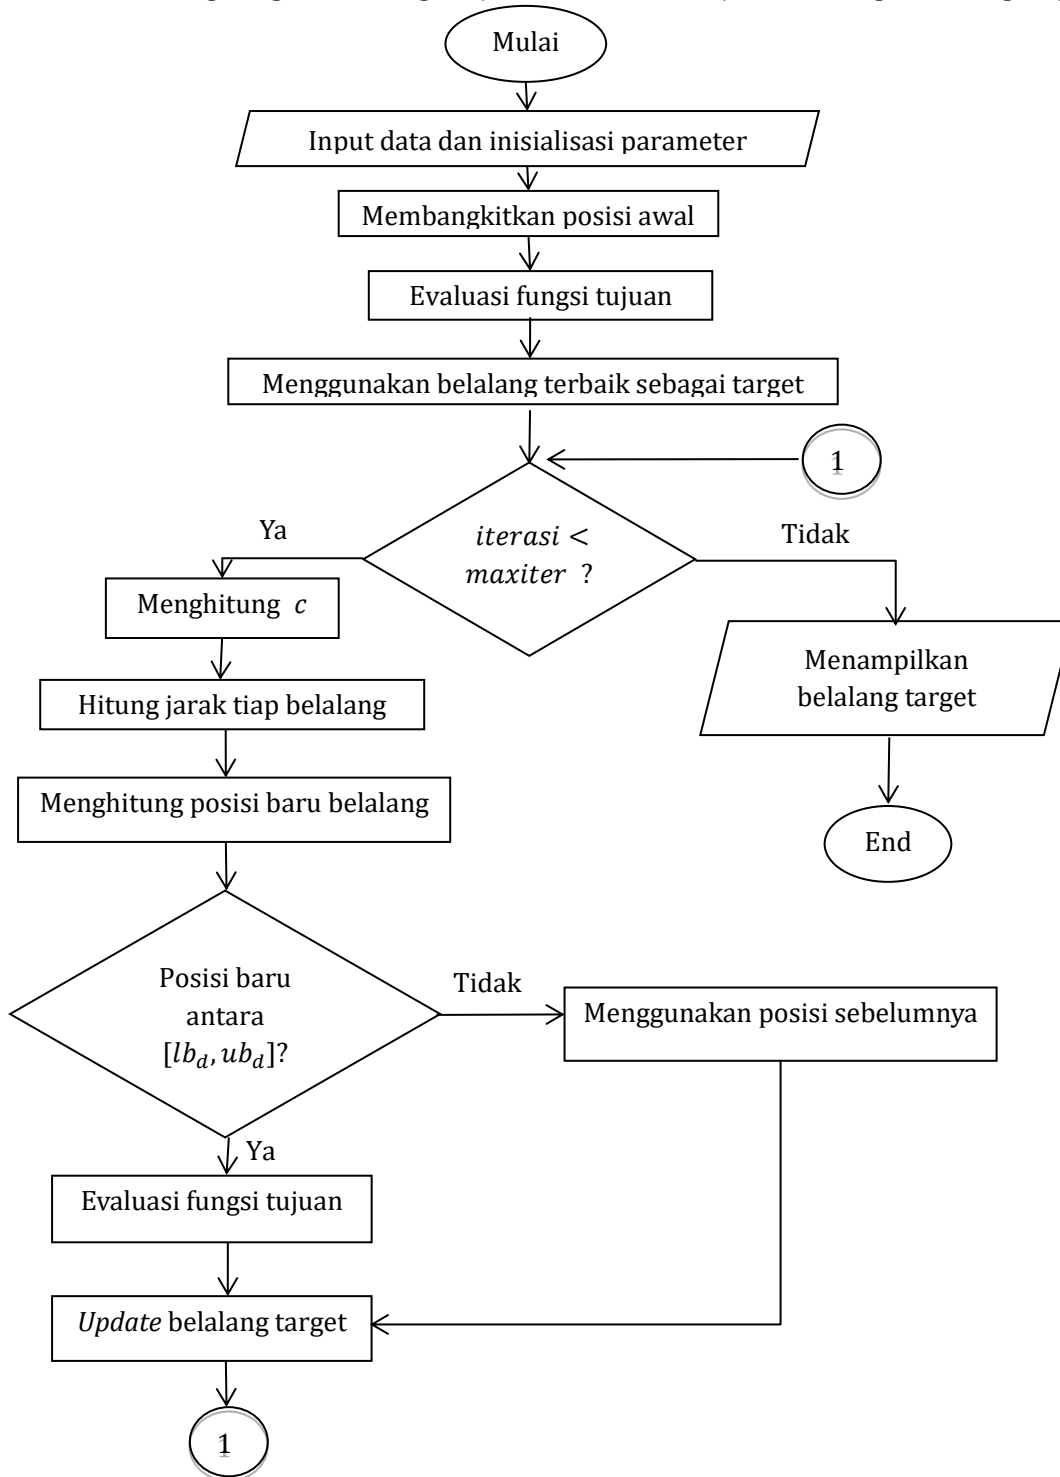 Mulai
Input data dan inisialisasi parameter
Membangkitkan posisi awal
Evaluasi fungsi tujuan
Menggunakan belalang terbaik sebagai target
1
Ya
iterasi <
maxiter ?
Tidak
Menghitung c
Menampilkan
belalang target
Hitung jarak tiap belalang
Menghitung posisi baru belalang
End
Posisi baru
antara
[lb_d, ub_d]?
Tidak
Menggunakan posisi sebelumnya
Ya
Evaluasi fungsi tujuan
Update belalang target
1